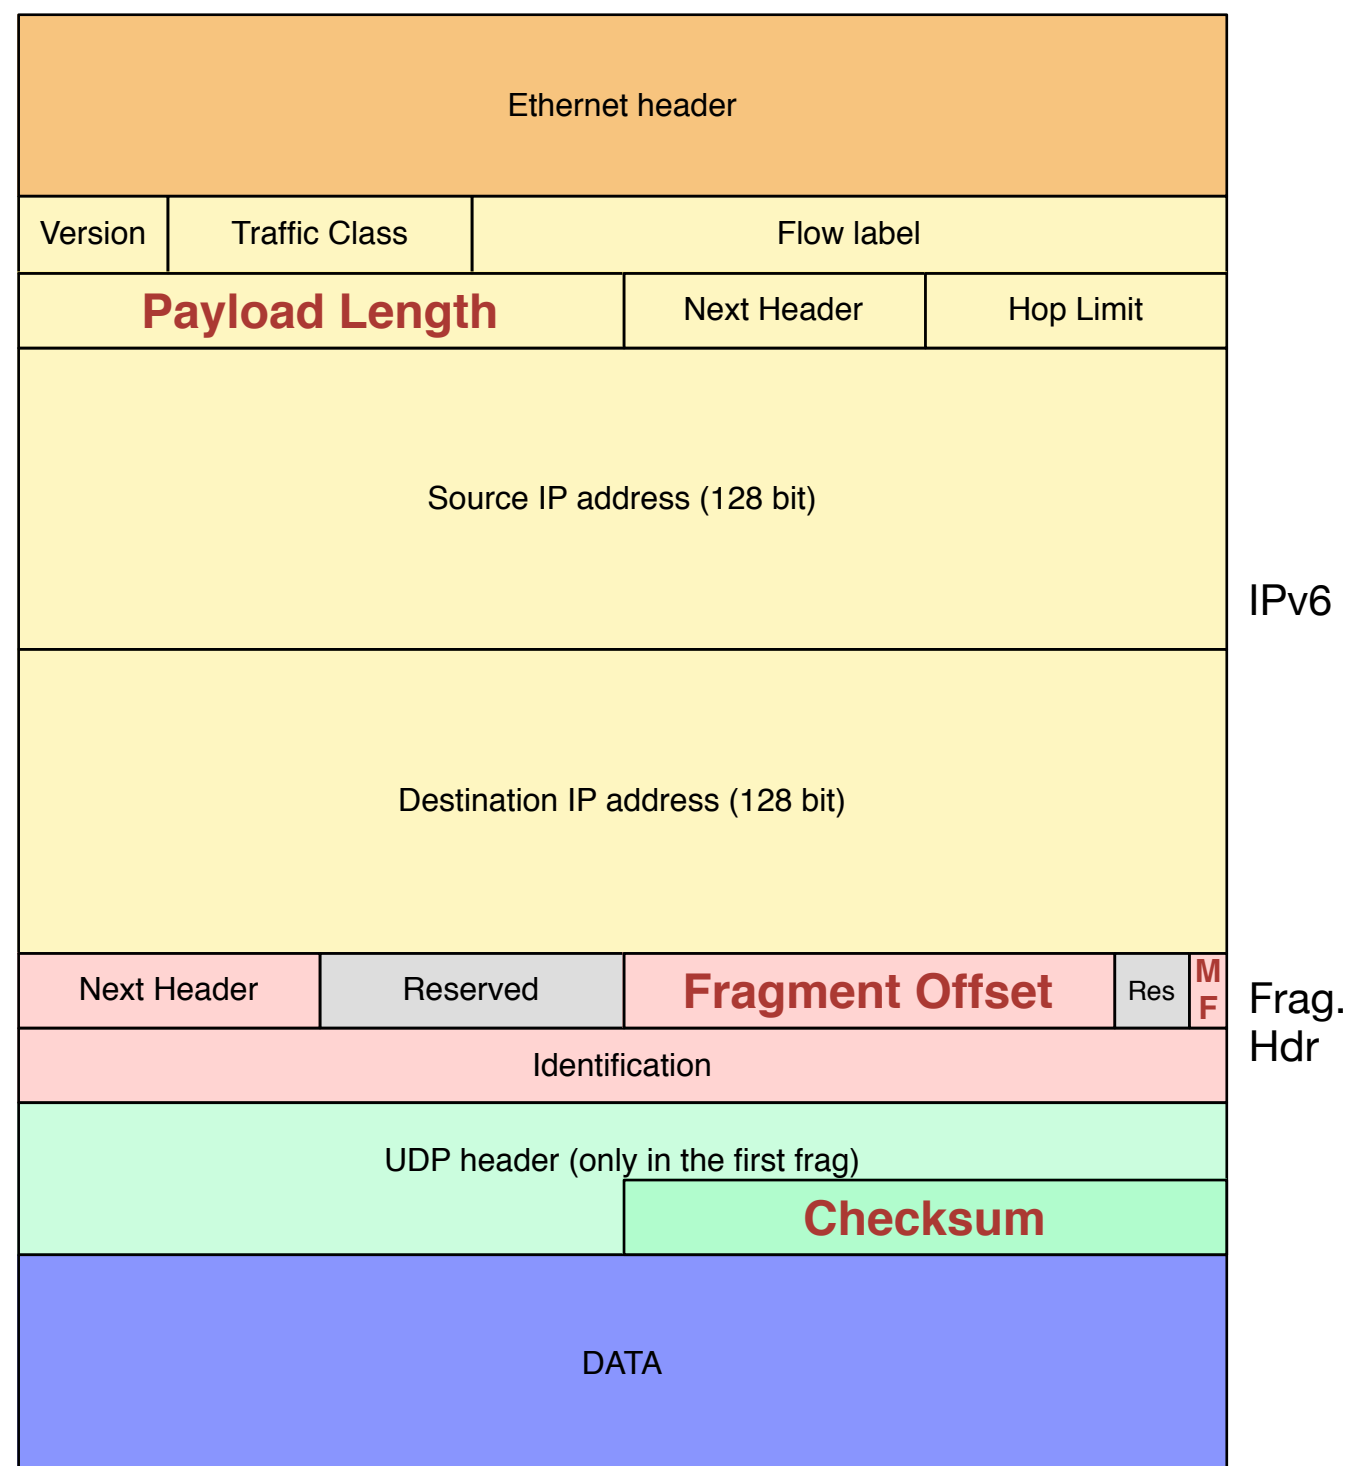 Ethernet header
Version Traffic Class Flow label
Payload Length Next Header Hop Limit
Source IP address (128 bit)
IPv6
Destination IP address (128 bit)
Next Header Reserved Fragment Offset Res M F
Frag.
Hdr
Identification
UDP header (only in the first frag)
Checksum
DATA